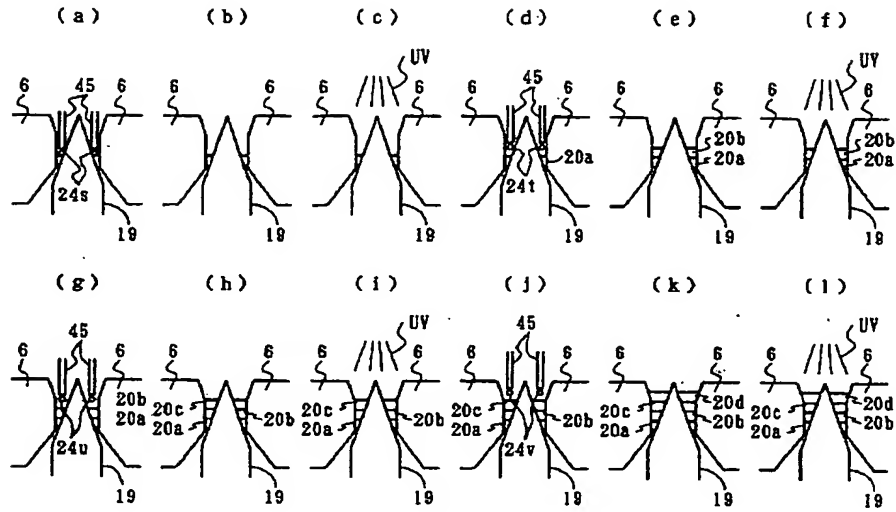 (a) (b) (c) (d) (e) (f)
UV UV
6 45 6 6 6 6 6 6 45 6 6 6 6 6
20b 20b
20a 20a 20a
24s 24t
19 19 19 19 19 19
(g) (h) (i) (j) (k) (l)
UV UV
45 45
6 6 6 6 6 6 6 6 6 6 6 6
20b 20c 20c 20c 20d 20d
20a 20b 20b 20b 20c 20b 20c 20b
20a 20a 20a 20a 20a
24u 24v
19 19 19 19 19 19